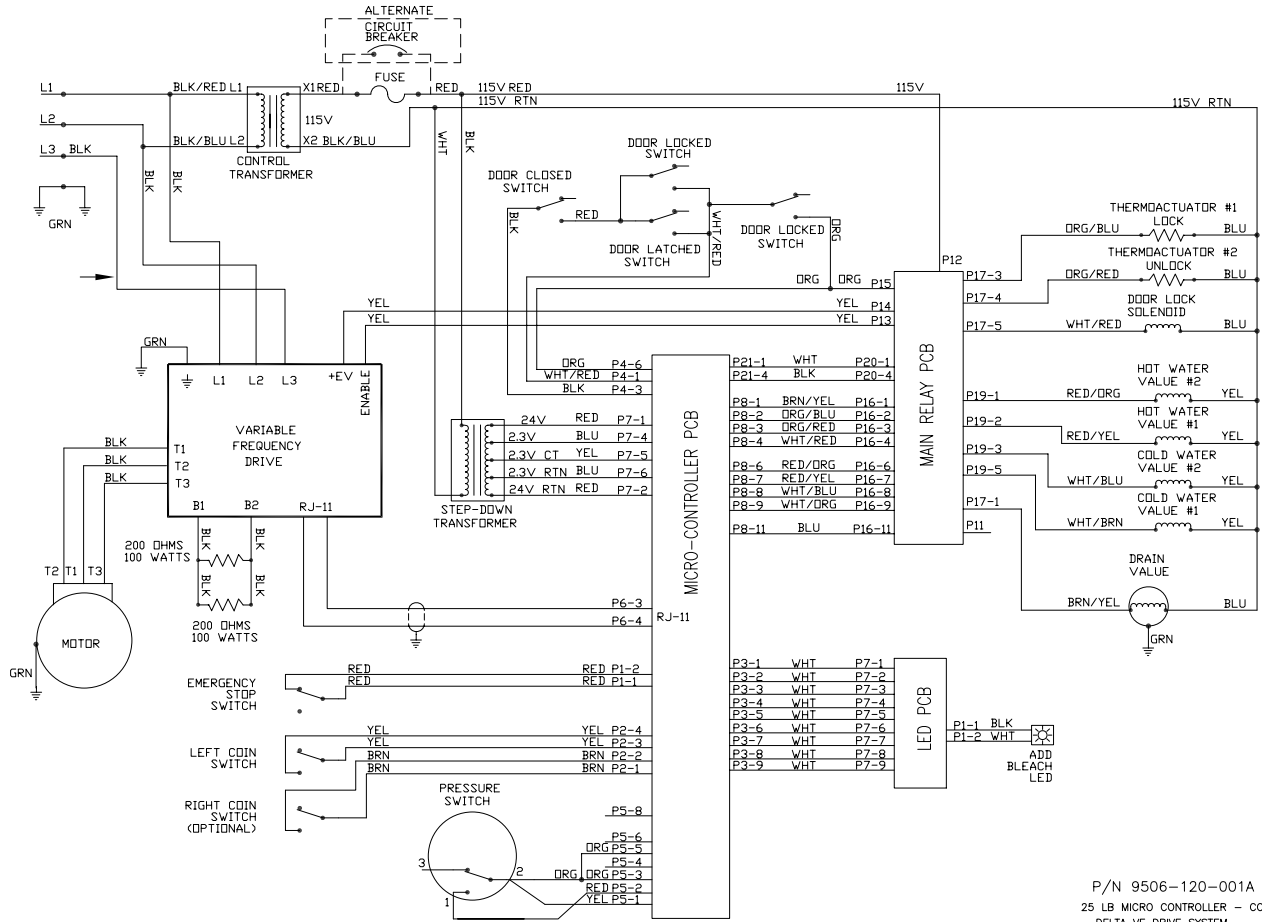 ALTERNATE
CIRCUIT
BREAKER
FUSE
L1
BLK/RED L1
X1 RED
RED
115V RED
115V
115V RTN
115V RTN
L2
115V
BLK/BLU L2
X2 BLK/BLU
WHT
BLK
L3 BLK
CONTROL
TRANSFORMER
BLK
BLK
GRN
DOOR LOCKED
SWITCH
DOOR CLOSED
SWITCH
BLK
RED
WHT/RED
DOOR LATCHED
SWITCH
DOOR LOCKED
SWITCH
ORG
THERMOACTUATOR #1
LOCK
ORG/BLU
BLU
THERMOACTUATOR #2
UNLOCK
ORG/RED
BLU
DOOR LOCK
SOLENOID
WHT/RED
BLU
P12
ORG
ORG P15
YEL
YEL P14
YEL
YEL P13
P17-3
P17-4
P17-5
GRN
L1
L2
L3
+EV
ENABLE
VARIABLE
FREQUENCY
DRIVE
BLK
T1
BLK
T2
BLK
T3
B1
B2
RJ-11
ORG P4-6
WHT/RED P4-1
BLK P4-3
24V RED P7-1
2.3V BLU P7-4
2.3V CT YEL P7-5
2.3V RTN BLU P7-6
24V RTN RED P7-2
STEP-DOWN
TRANSFORMER
MICRO-CONTROLLER PCB
P21-1 WHT P20-1
P21-4 BLK P20-4
P8-1 BRN/YEL P16-1
P8-2 ORG/BLU P16-2
P8-3 ORG/RED P16-3
P8-4 WHT/RED P16-4
P8-6 RED/ORG P16-6
P8-7 RED/YEL P16-7
P8-8 WHT/BLU P16-8
P8-9 WHT/ORG P16-9
P8-11 BLU P16-11
MAIN RELAY PCB
HOT WATER
VALUE #2
P19-1
RED/ORG
YEL
HOT WATER
VALUE #1
P19-2
RED/YEL
YEL
COLD WATER
VALUE #2
P19-3
P19-5
WHT/BLU
YEL
COLD WATER
VALUE #1
P17-1
P11
WHT/BRN
YEL
DRAIN
VALUE
BRN/YEL
BLU
GRN
BLK
BLK
200 OHMS
100 WATTS
BLK
BLK
200 OHMS
100 WATTS
T2 T1 T3
MOTOR
GRN
P6-3
P6-4
RJ-11
EMERGENCY
STOP
SWITCH
RED
RED P1-2
RED
RED P1-1
LEFT COIN
SWITCH
YEL
YEL P2-4
YEL
YEL P2-3
BRN
BRN P2-2
BRN
BRN P2-1
RIGHT COIN
SWITCH
(OPTIONAL)
PRESSURE
SWITCH
3
2
1
P5-8
P5-6
ORG P5-5
P5-4
ORG ORG P5-3
RED P5-2
YEL P5-1
P3-1 WHT P7-1
P3-2 WHT P7-2
P3-3 WHT P7-3
P3-4 WHT P7-4
P3-5 WHT P7-5
P3-6 WHT P7-6
P3-7 WHT P7-7
P3-8 WHT P7-8
P3-9 WHT P7-9
LED PCB
P1-1 BLK
P1-2 WHT
ADD
BLEACH
LED
P/N 9506-120-001A
25 LB MICRO CONTROLLER - CO
DELTA VF DRIVE SYSTEM